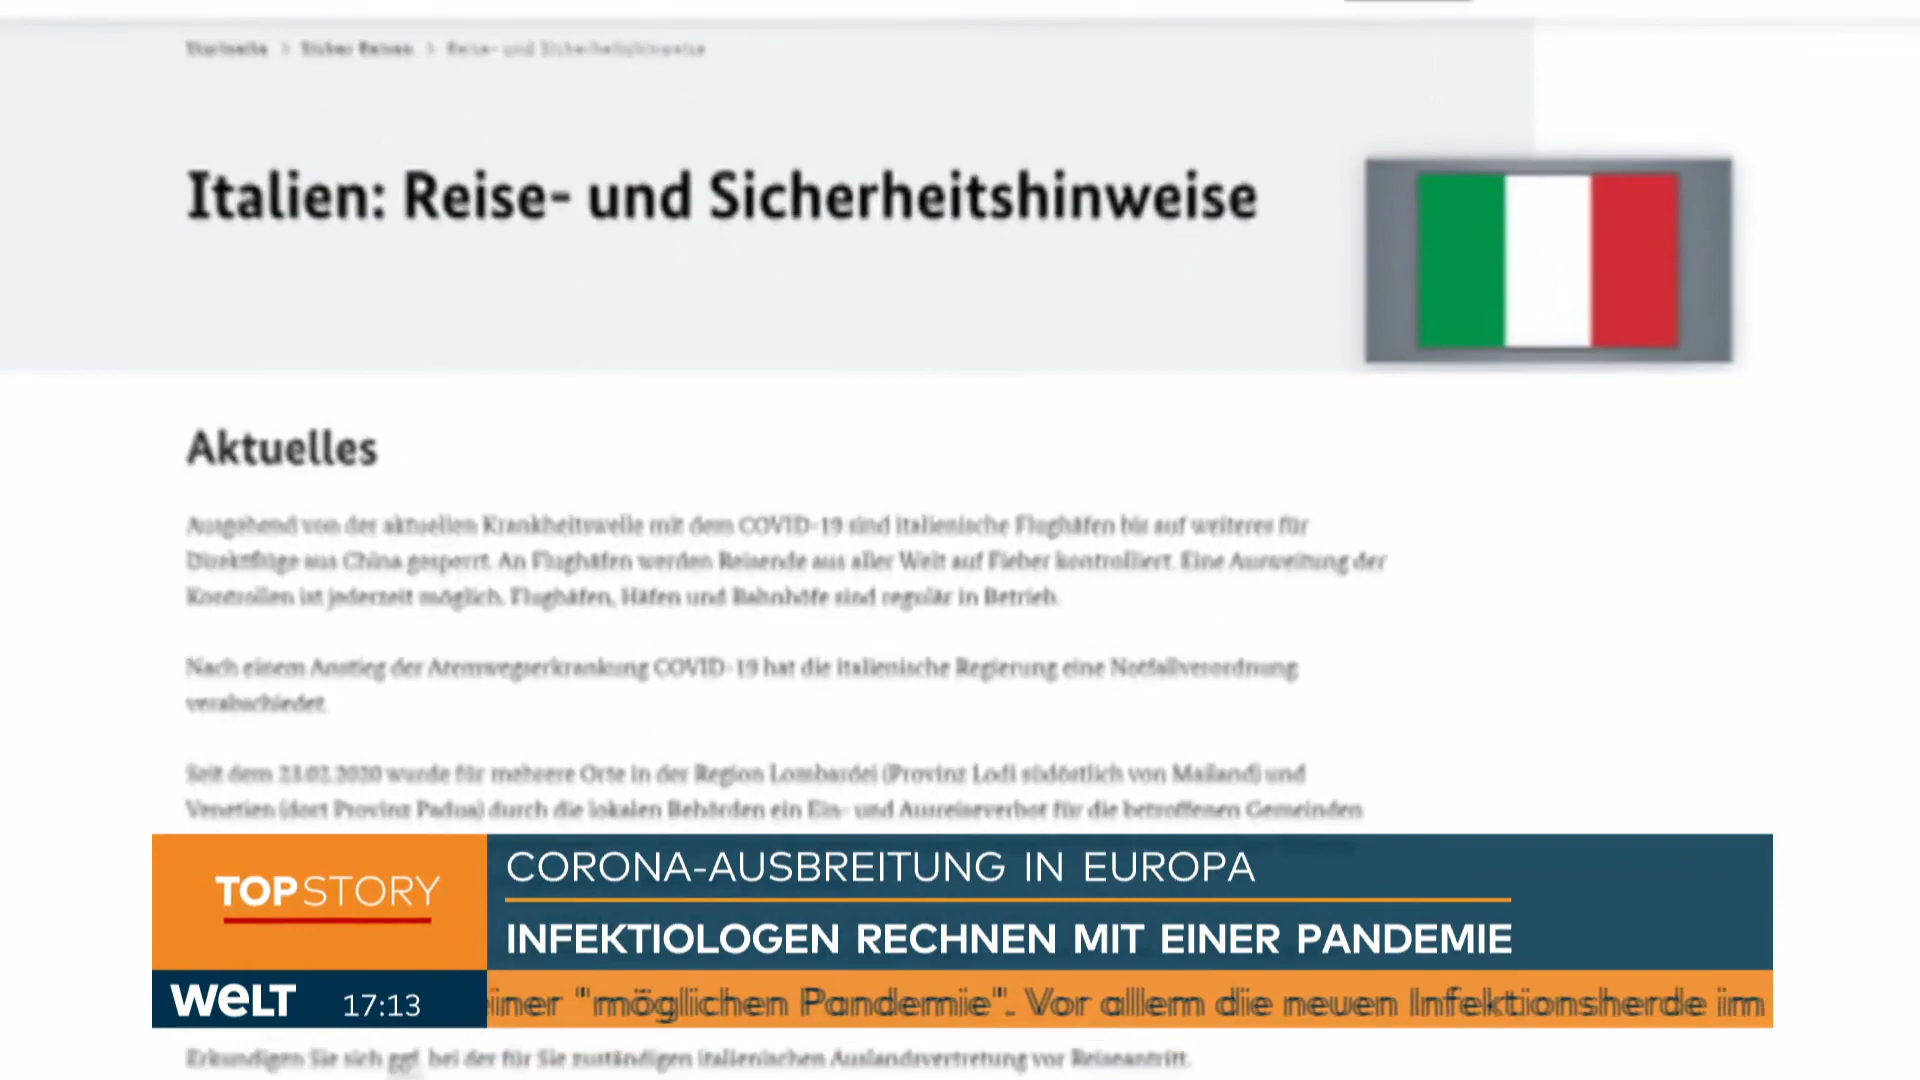 Startseite > Sicher Reisen > Reise- und Sicherheitshinweise
Italien: Reise- und Sicherheitshinweise
Aktuelles
Ausgehend von der aktuellen Krankheitswelle mit dem COVID-19 sind italienische Flughäfen bis auf weiteres für
Direktflüge aus China gesperrt. An Flughäfen werden Reisende aus aller Welt auf Fieber kontrolliert. Eine Ausweitung der
Kontrollen ist jederzeit möglich. Flughäfen, Häfen und Bahnhöfe sind regulär in Betrieb.
Nach einem Anstieg der Atemwegserkrankung COVID-19 hat die italienische Regierung eine Notfallverordnung
verabschiedet.
Seit dem 2020 wurde für mehrere Orte in der Region Lombardei (Provinz Lodi südöstlich von Mailand) und
Venetien (dort Provinz Padua) durch die lokalen Behörden ein Ein- und Ausreiseverbot für die betroffenen Gemeinden
TOPSTORY
CORONA-AUSBREITUNG IN EUROPA
INFEKTIOLOGEN RECHNEN MIT EINER PANDEMIE
WELT 17:13
iner "möglichen Pandemie". Vor allem die neuen Infektionsherde im
Erkundigen Sie sich ggf. bei der für Sie zuständigen italienischen Auslandsvertretung vor Reiseantritt.